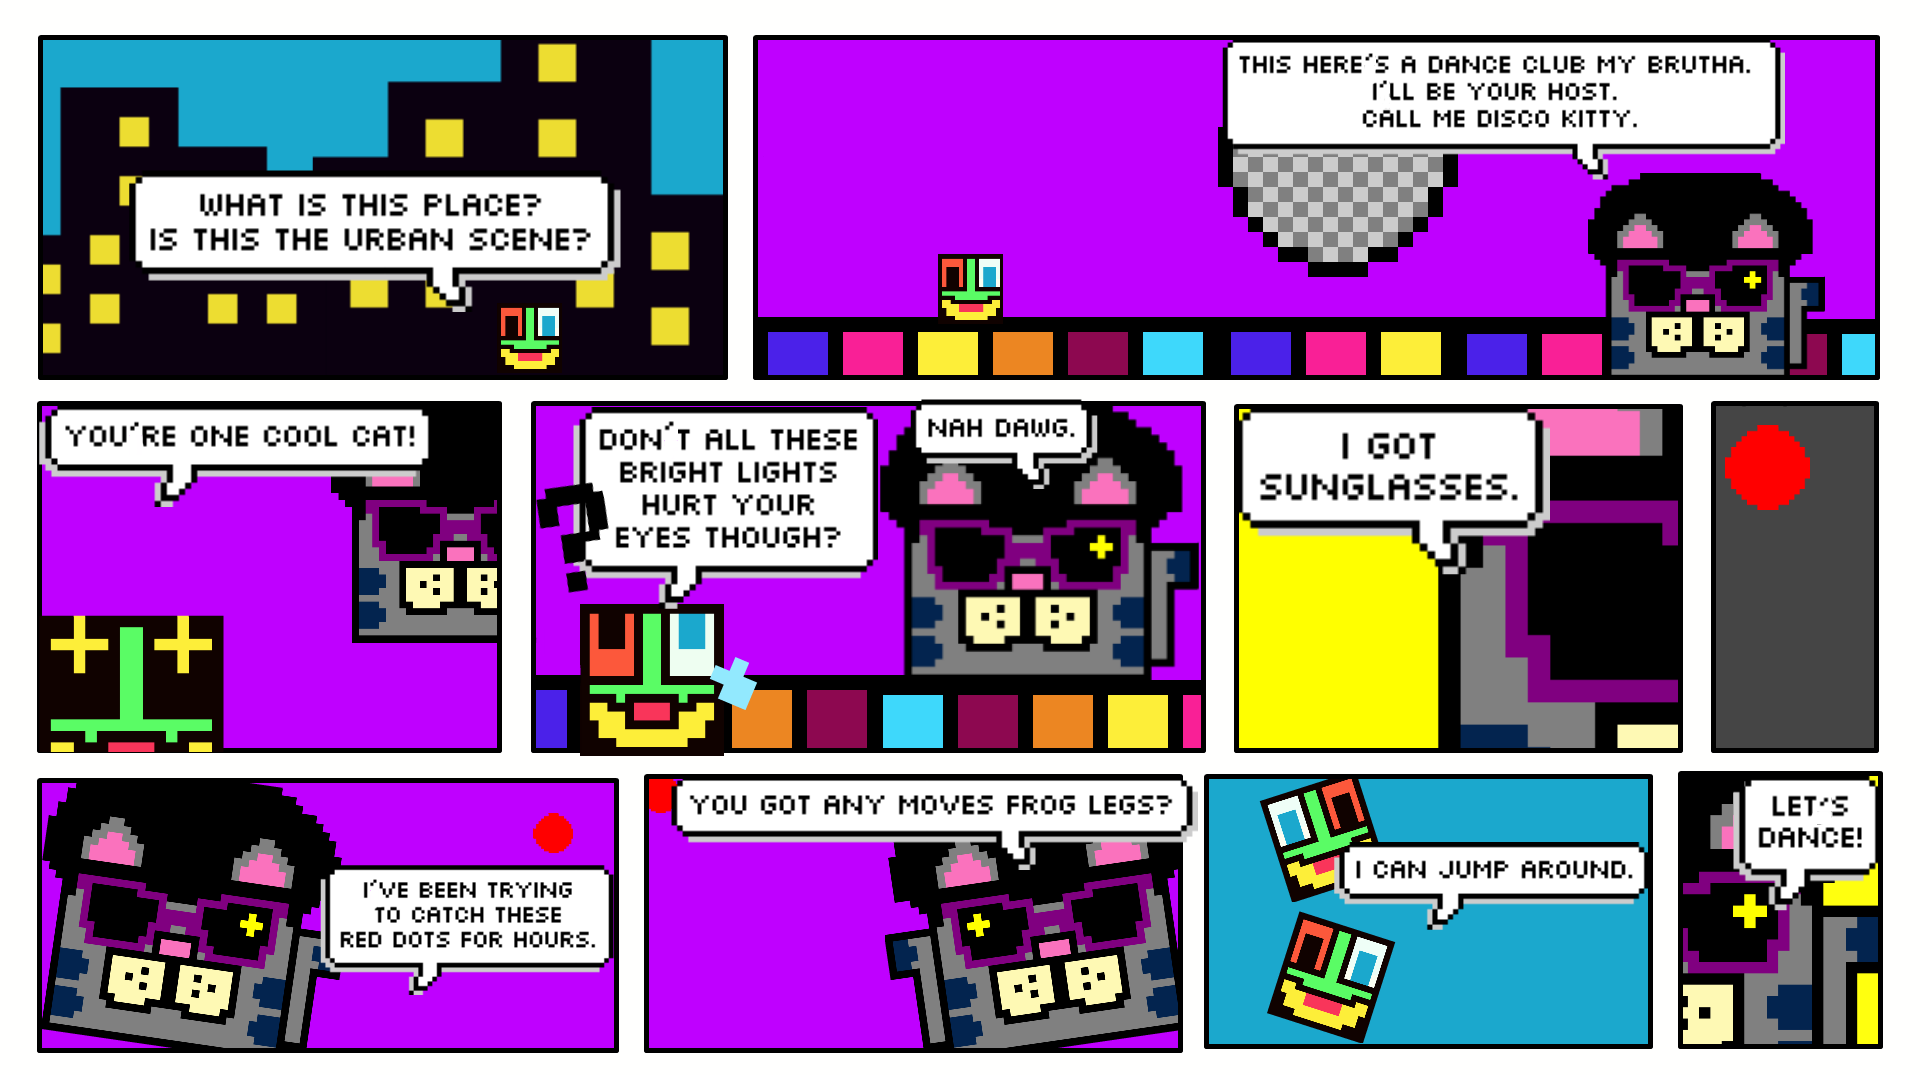 WHAT IS THIS PLACE?
IS THIS THE URBAN SCENE?
THIS HERE'S A DANCE CLUB MY BRUTHA.
I'LL BE YOUR HOST.
CALL ME DISCO KITTY.
YOU'RE ONE COOL CAT!
DON'T ALL THESE
BRIGHT LIGHTS
HURT YOUR
EYES THOUGH?
?
NAH DAWG.
I GOT
SUNGLASSES.
I'VE BEEN TRYING
TO CATCH THESE
RED DOTS FOR HOURS.
YOU GOT ANY MOVES FROG LEGS?
I CAN JUMP AROUND.
LET'S
DANCE!